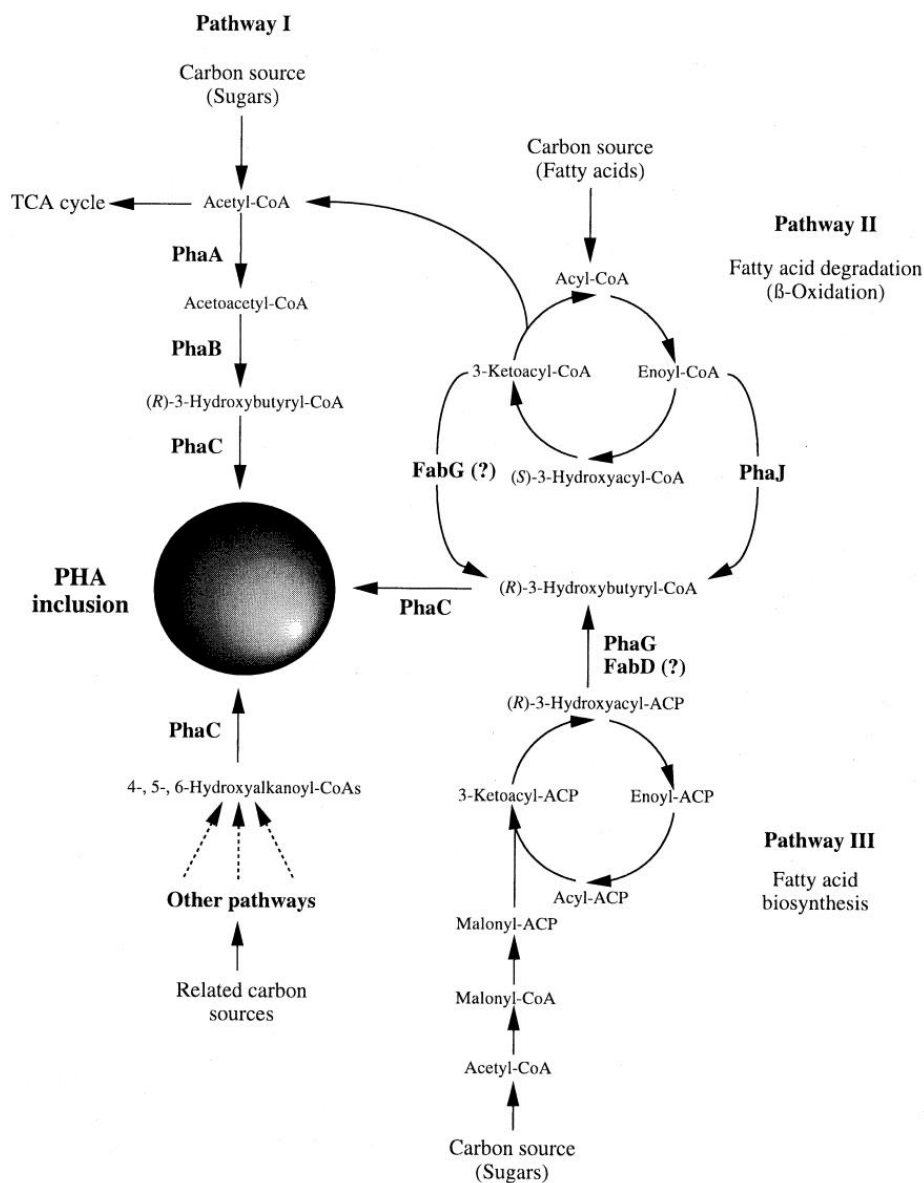 Pathway I
Carbon source
(Sugars)
TCA cycle
Acetyl-CoA
PhaA
Acetoacetyl-CoA
PhaB
(R)-3-Hydroxybutyryl-CoA
PhaC
PHA
inclusion
PhaC
4-, 5-, 6-Hydroxyalkanoyl-CoAs
Other pathways
Related carbon
sources
Carbon source
(Fatty acids)
Pathway II
Fatty acid degradation
(ß-Oxidation)
Acyl-CoA
3-Ketoacyl-CoA
Enoyl-CoA
FabG (?)
(S)-3-Hydroxyacyl-CoA
PhaJ
(R)-3-Hydroxybutyryl-CoA
PhaC
PhaG
FabD (?)
(R)-3-Hydroxyacyl-ACP
3-Ketoacyl-ACP
Enoyl-ACP
Acyl-ACP
Pathway III
Fatty acid
biosynthesis
Malonyl-ACP
Malonyl-CoA
Acetyl-CoA
Carbon source
(Sugars)